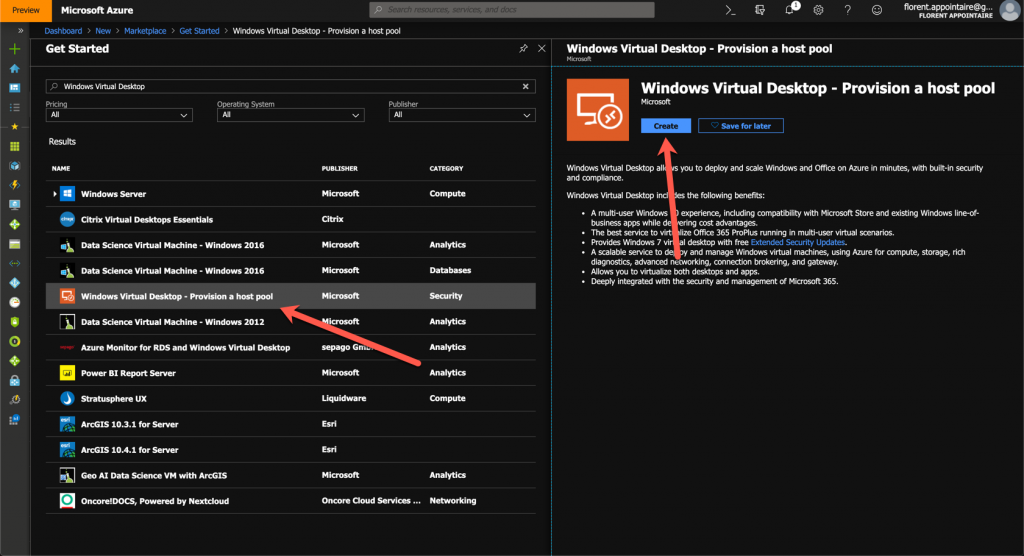 Preview
Microsoft Azure
Search resources, services, and docs
1
florent.appointaire@g...
FLORENT APPOINTAIRE
Dashboard > New > Marketplace > Get Started > Windows Virtual Desktop - Provision a host pool
Get Started
Windows Virtual Desktop
Pricing
All
Operating System
All
Publisher
All
Results
NAME PUBLISHER CATEGORY
Windows Server Microsoft Compute
Citrix Virtual Desktops Essentials Citrix
Data Science Virtual Machine - Windows 2016 Microsoft Analytics
Data Science Virtual Machine - Windows 2016 Microsoft Databases
Windows Virtual Desktop - Provision a host pool Microsoft Security
Data Science Virtual Machine - Windows 2012 Microsoft Analytics
Azure Monitor for RDS and Windows Virtual Desktop sepago Analytics
Power BI Report Server Microsoft Analytics
Stratusphere UX Liquidware Compute
esri ArcGIS 10.3.1 for Server Esri
esri ArcGIS 10.4.1 for Server Esri
Geo AI Data Science VM with ArcGIS Microsoft Analytics
Oncore!DOCS, Powered by Nextcloud Oncore Cloud Services ... Networking
Windows Virtual Desktop - Provision a host pool
Microsoft
Windows Virtual Desktop - Provision a host pool
Microsoft
Create
Save for later
Windows Virtual Desktop allows you to deploy and scale Windows and Office on Azure in minutes, with built-in security
and compliance.
Windows Virtual Desktop includes the following benefits:
• A multi-user Windows experience, including compatibility with Microsoft Store and existing Windows line-of-
business apps while delivering cost advantages.
• The best service to virtualize Office 365 ProPlus running in multi-user virtual scenarios.
• Provides Windows 7 virtual desktop with free Extended Security Updates.
• A scalable service to deploy and manage Windows virtual machines, using Azure for compute, storage, rich
diagnostics, advanced networking, connection brokering, and gateway.
• Allows you to virtualize both desktops and apps.
• Deeply integrated with the security and management of Microsoft 365.